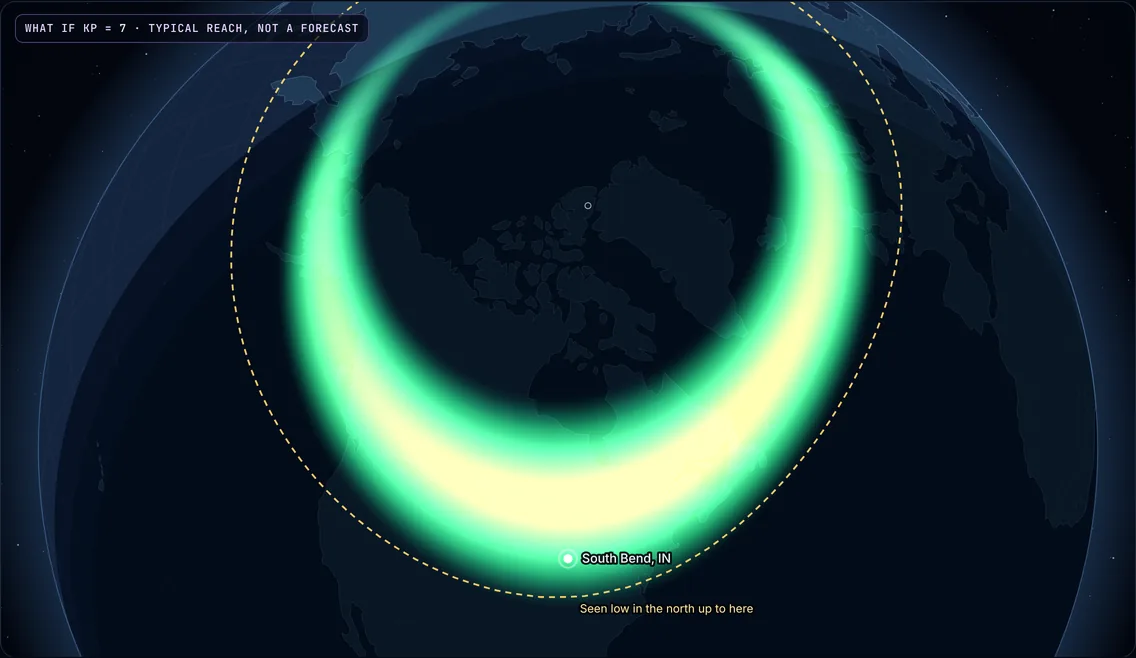 WHAT IF KP = 7 · TYPICAL REACH, NOT A FORECAST
South Bend, IN
Seen low in the north up to here